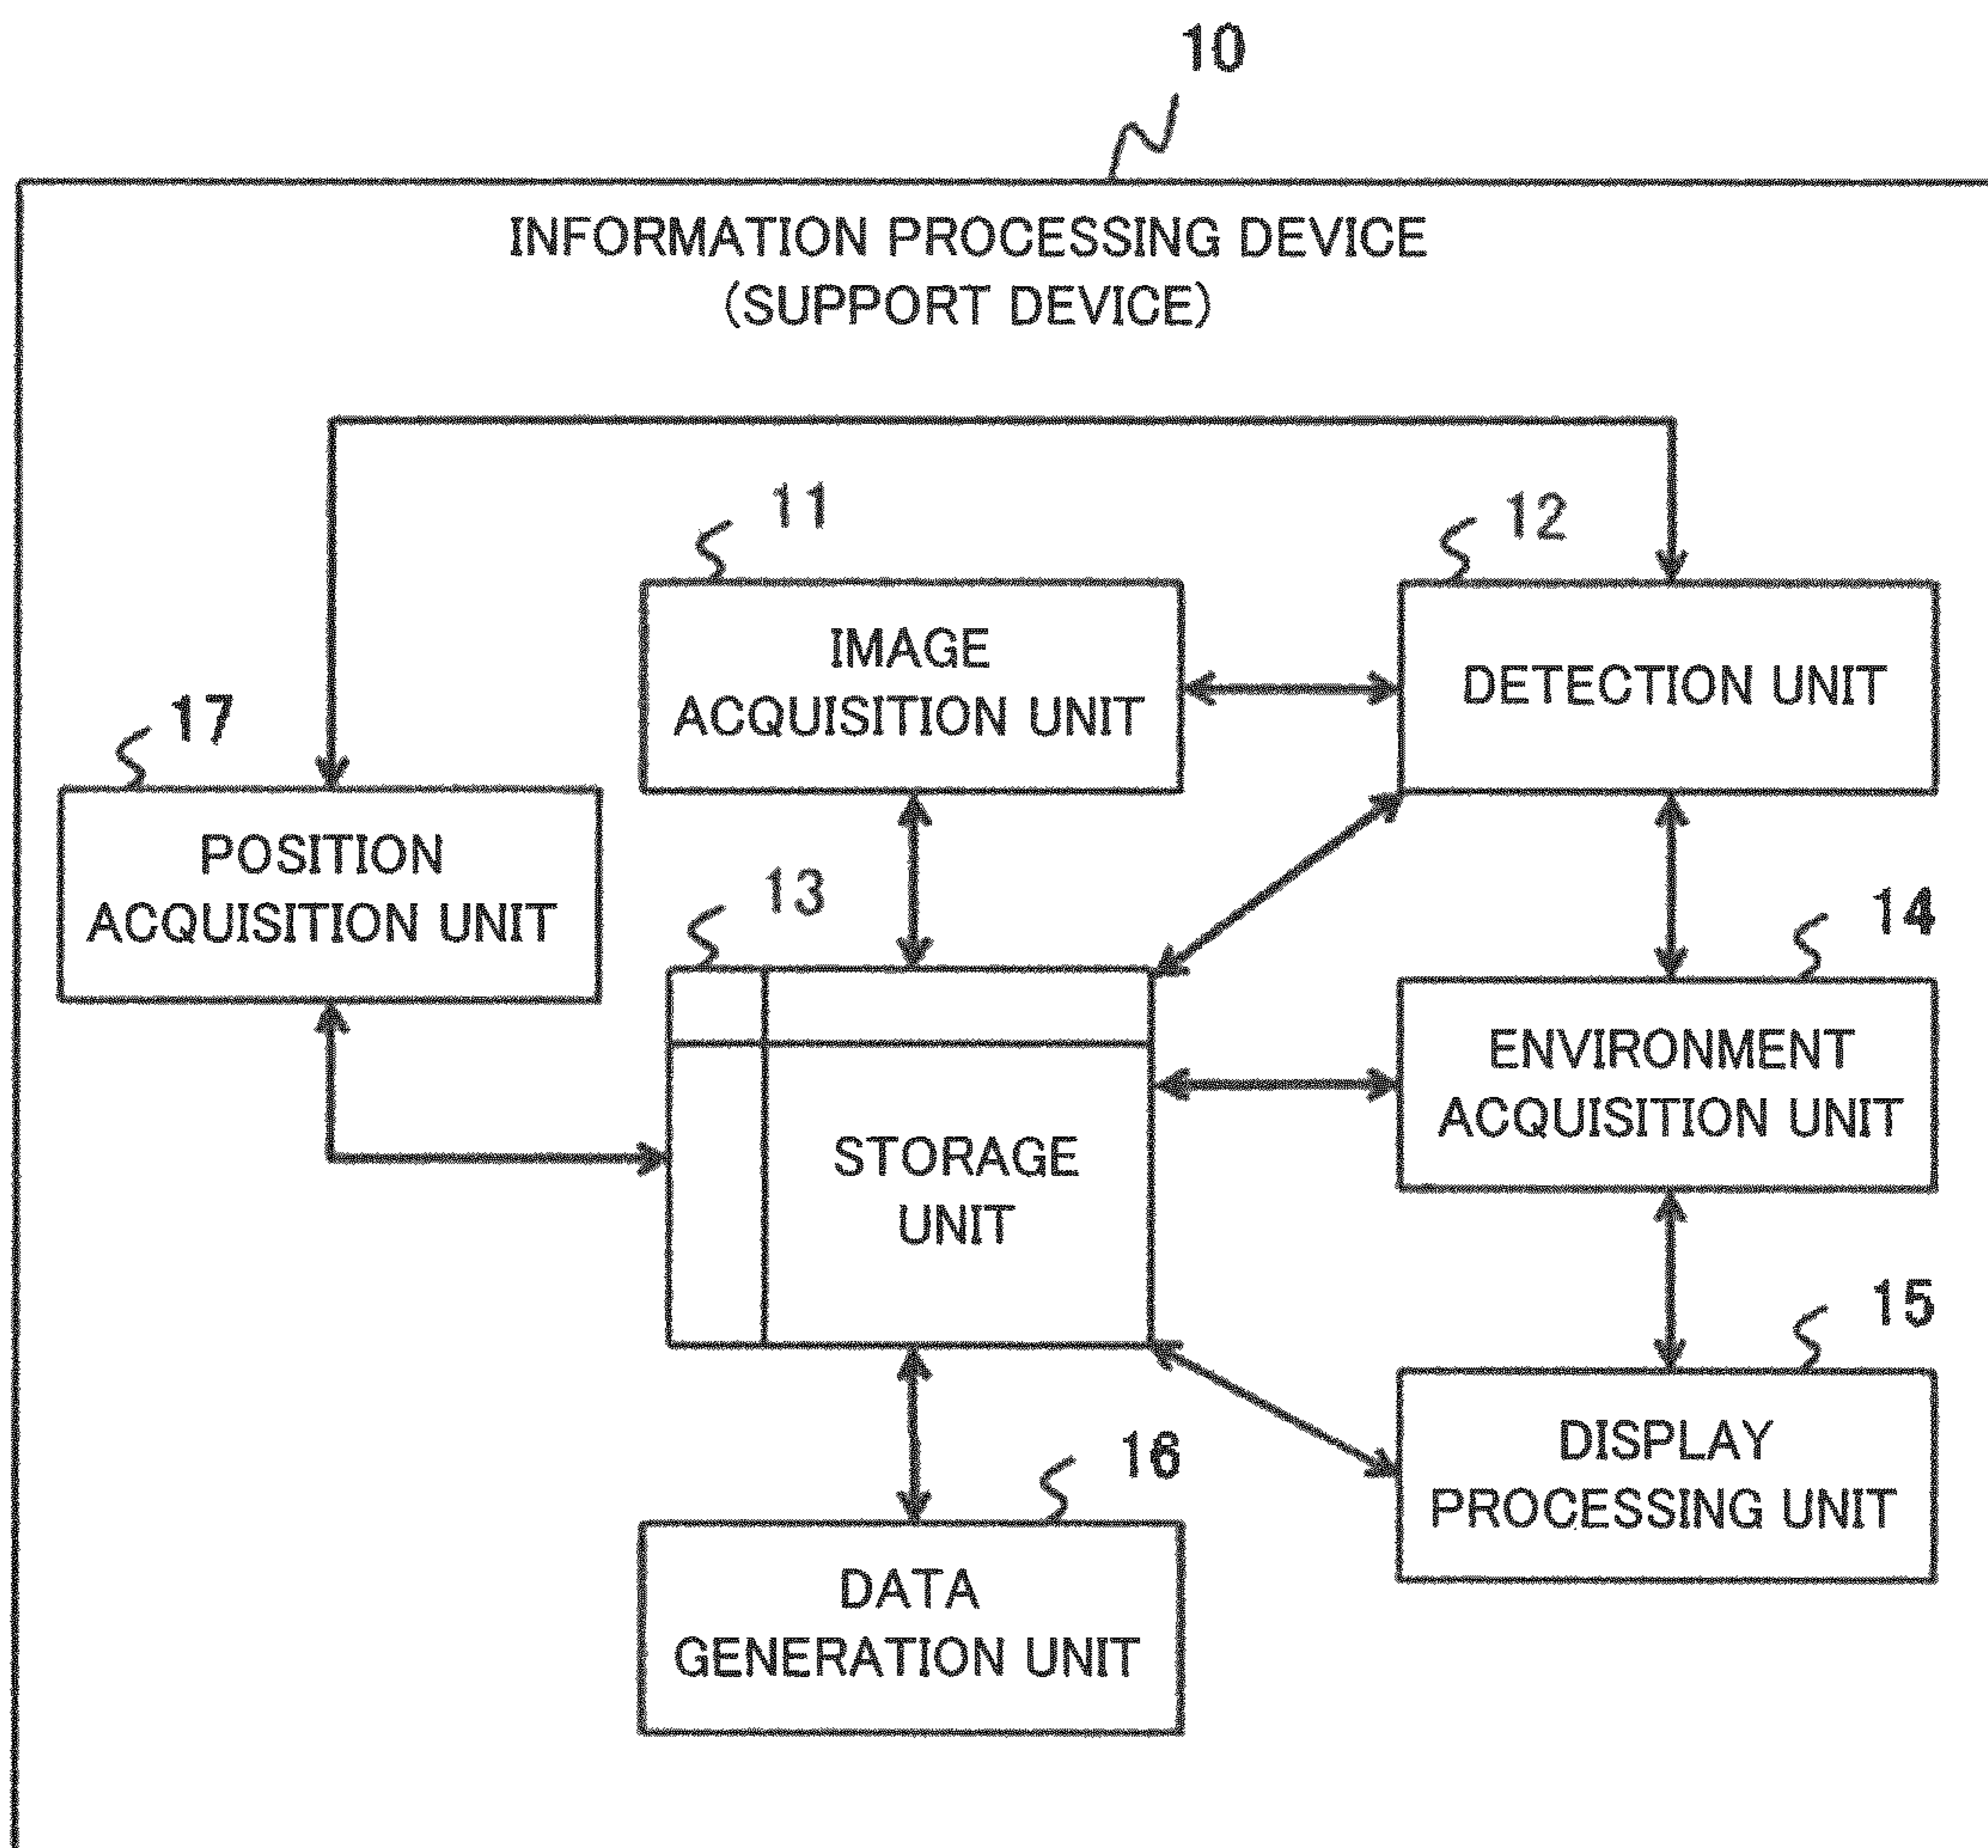 10
INFORMATION PROCESSING DEVICE
(SUPPORT DEVICE)
11
12
IMAGE
ACQUISITION UNIT
DETECTION UNIT
17
POSITION
ACQUISITION UNIT
13
14
STORAGE
UNIT
ENVIRONMENT
ACQUISITION UNIT
15
DISPLAY
PROCESSING UNIT
16
DATA
GENERATION UNIT